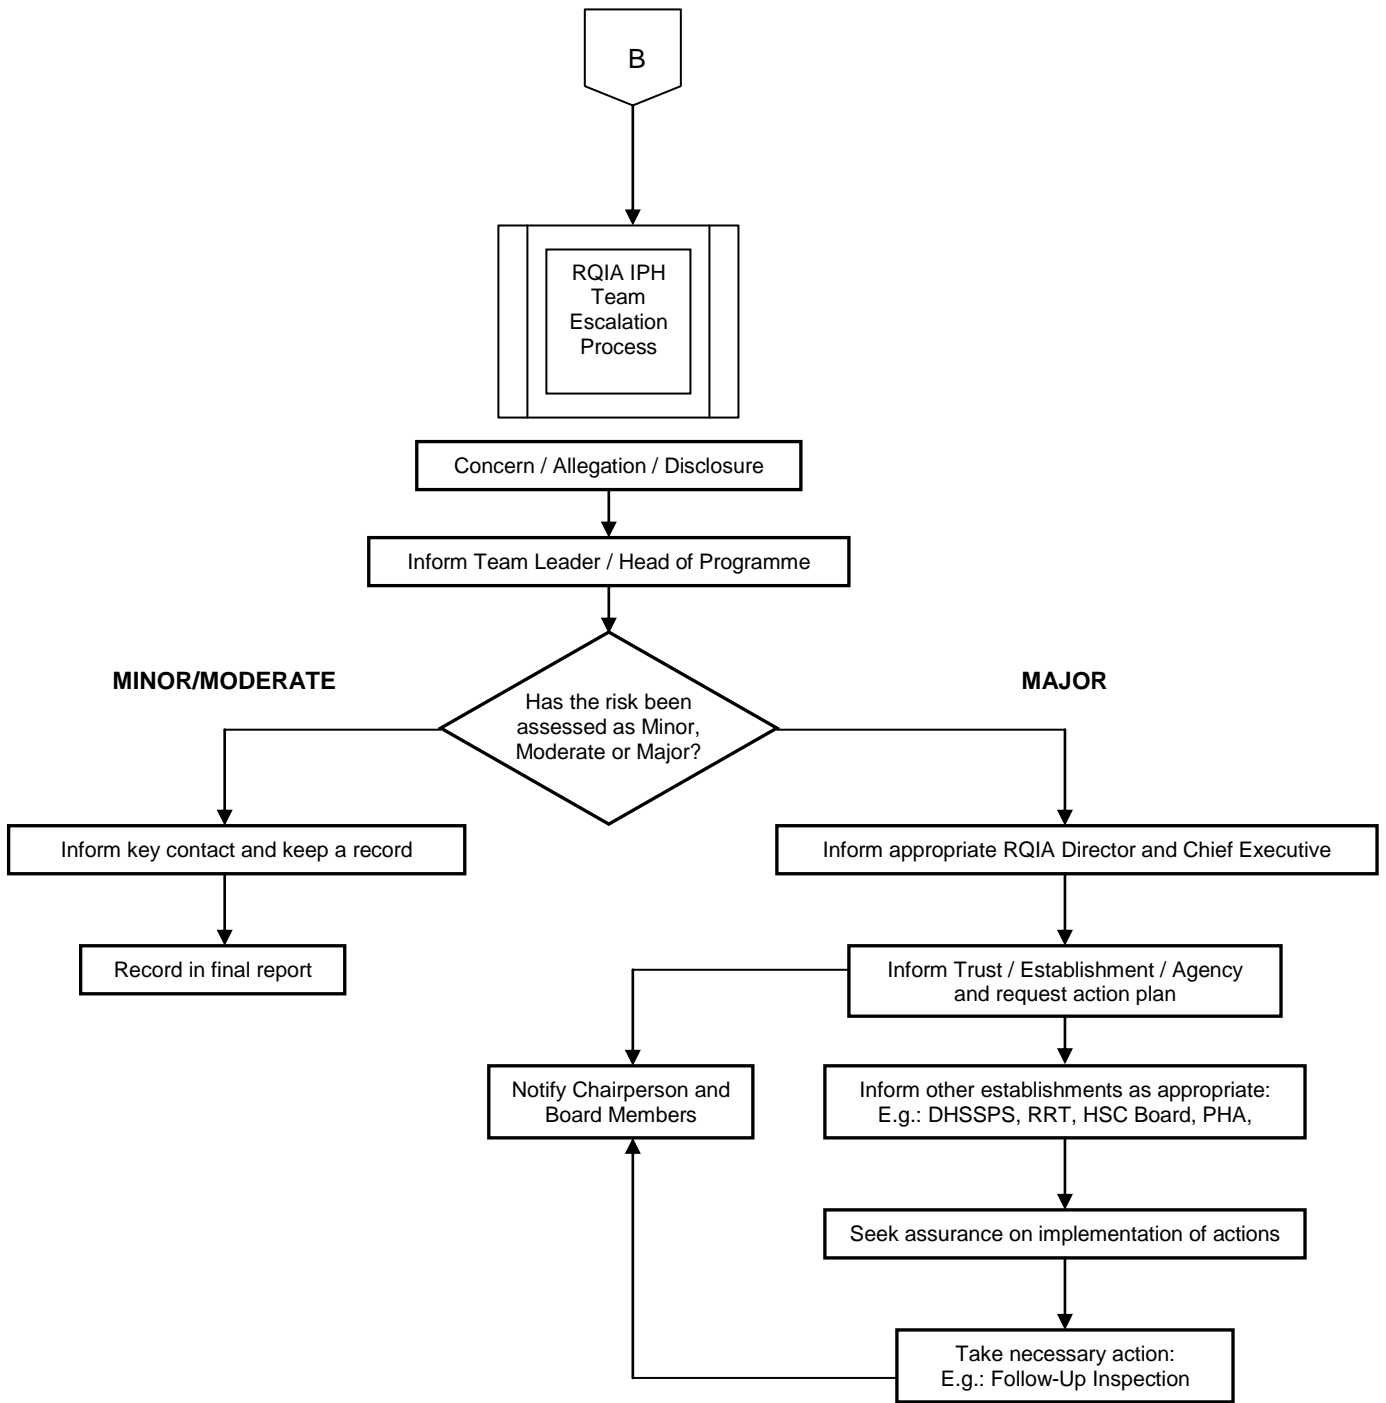 B
RQIA IPH
Team
Escalation
Process
Concern / Allegation / Disclosure
Inform Team Leader / Head of Programme
MINOR/MODERATE
MAJOR
Has the risk been
assessed as Minor,
Moderate or Major?
Inform key contact and keep a record
Inform appropriate RQIA Director and Chief Executive
Record in final report
Inform Trust / Establishment / Agency
and request action plan
Notify Chairperson and
Board Members
Inform other establishments as appropriate:
E.g.: DHSSPS, RRT, HSC Board, PHA,
Seek assurance on implementation of actions
Take necessary action:
E.g.: Follow-Up Inspection